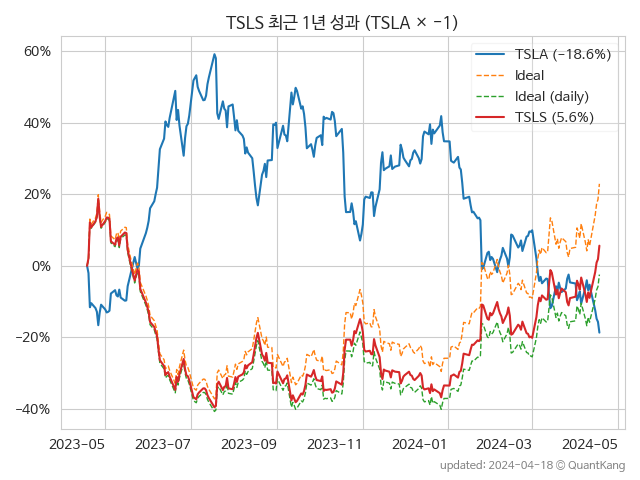 TSLS 최근 1년 성과 (TSLA × -1)
TSLA (-18.6%)
Ideal
Ideal (daily)
TSLS (5.6%)
60%
40%
20%
0%
-20%
-40%
2023-05 2023-07 2023-09 2023-11 2024-01 2024-03 2024-05
updated: 2024-04-18 @ QuantKang